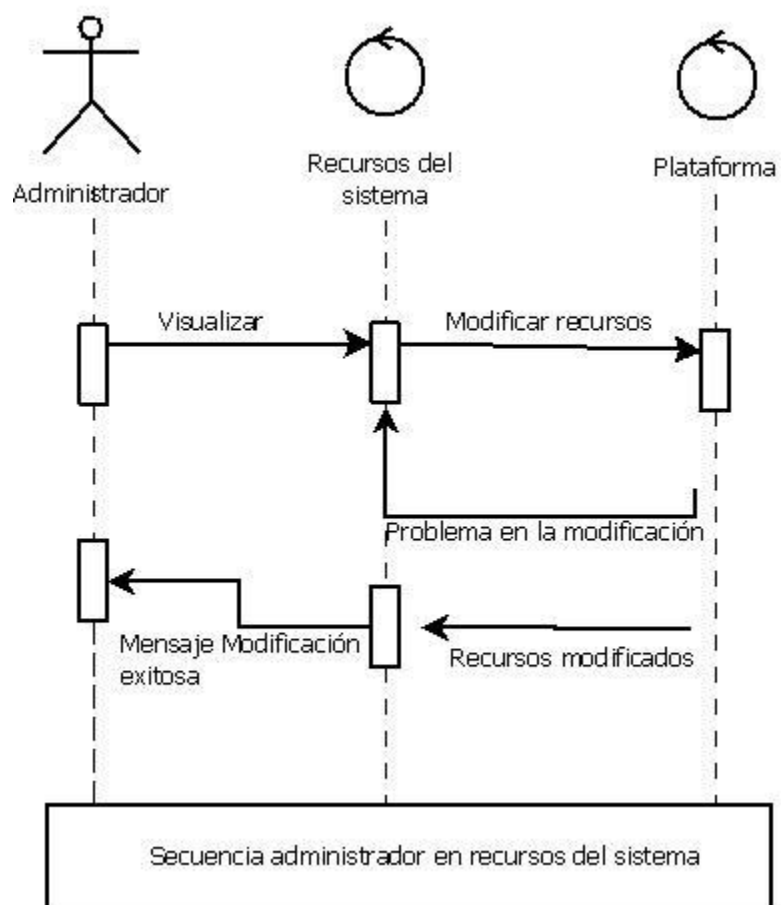 Administrador
Recursos del
sistema
Plataforma
Visualizar
Modificar recursos
Problema en la modificación
Mensaje Modificación
exitosa
Recursos modificados
Secuencia administrador en recursos del sistema